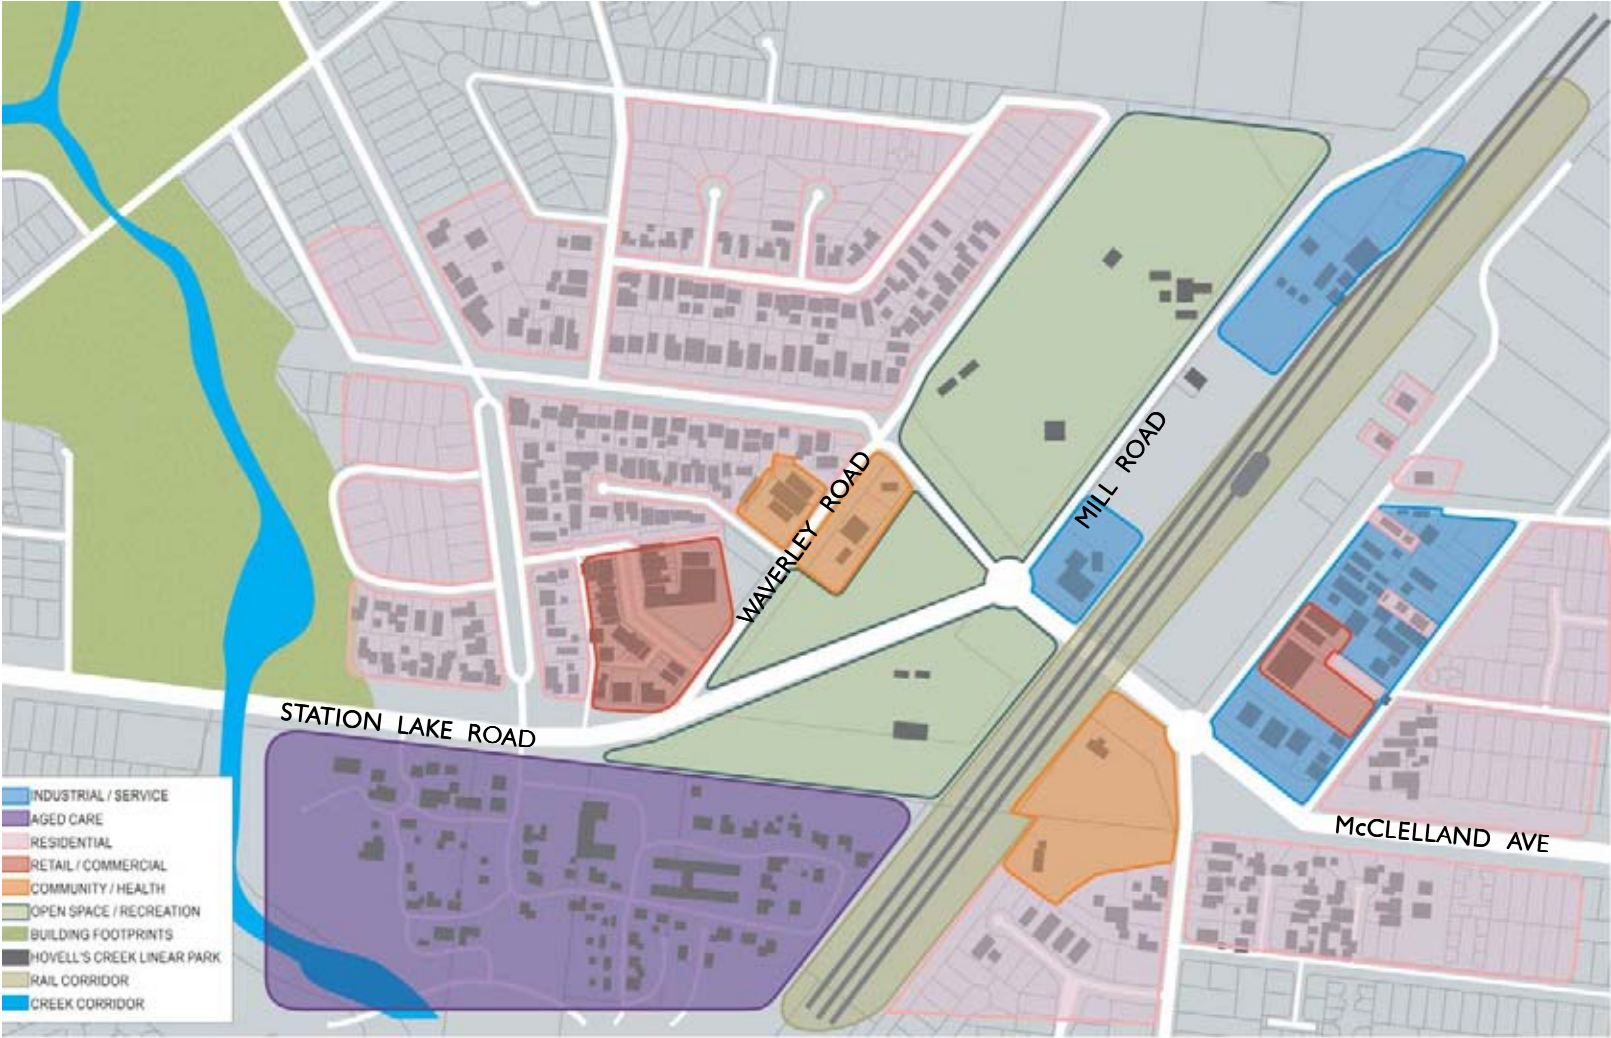 WAVERLEY ROAD
MILL ROAD
STATION LAKE ROAD
McCLELLAND AVE
INDUSTRIAL / SERVICE
AGED CARE
RESIDENTIAL
RETAIL / COMMERCIAL
COMMUNITY / HEALTH
OPEN SPACE / RECREATION
BUILDING FOOTPRINTS
HOVELL'S CREEK LINEAR PARK
RAIL CORRIDOR
CREEK CORRIDOR